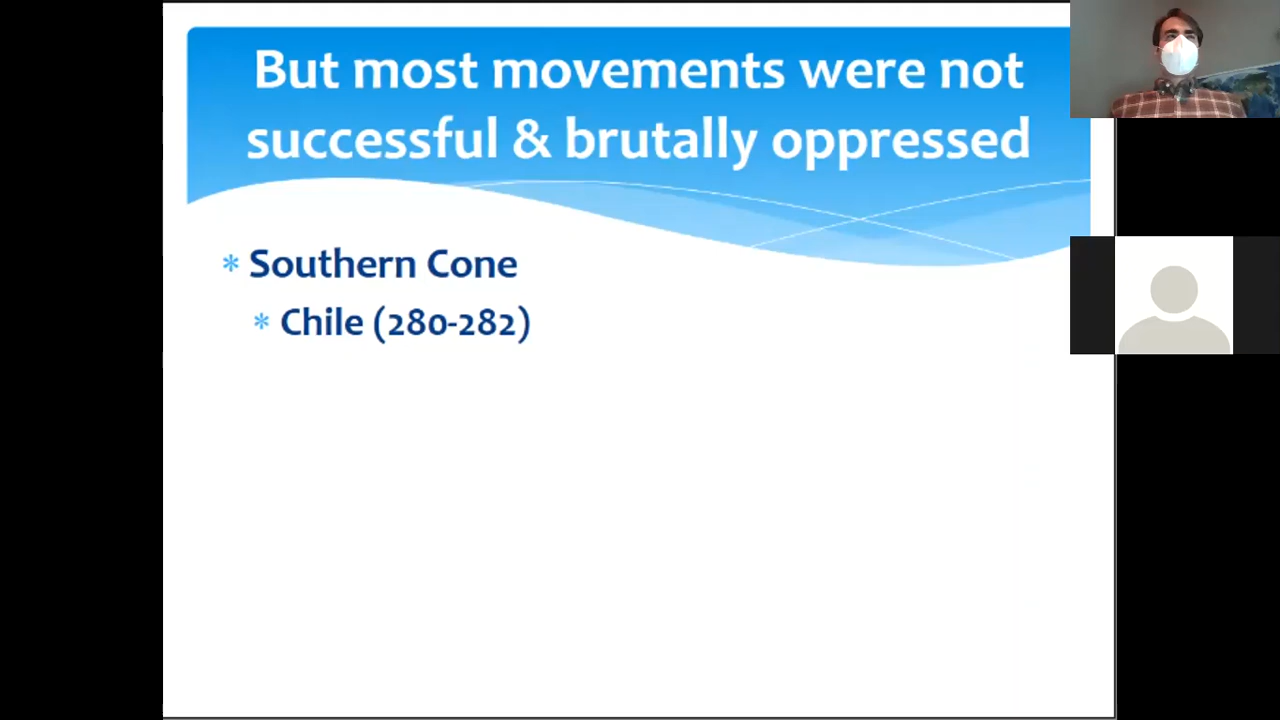 But most movements were not
successful & brutally oppressed
* Southern Cone
* Chile (280-282)